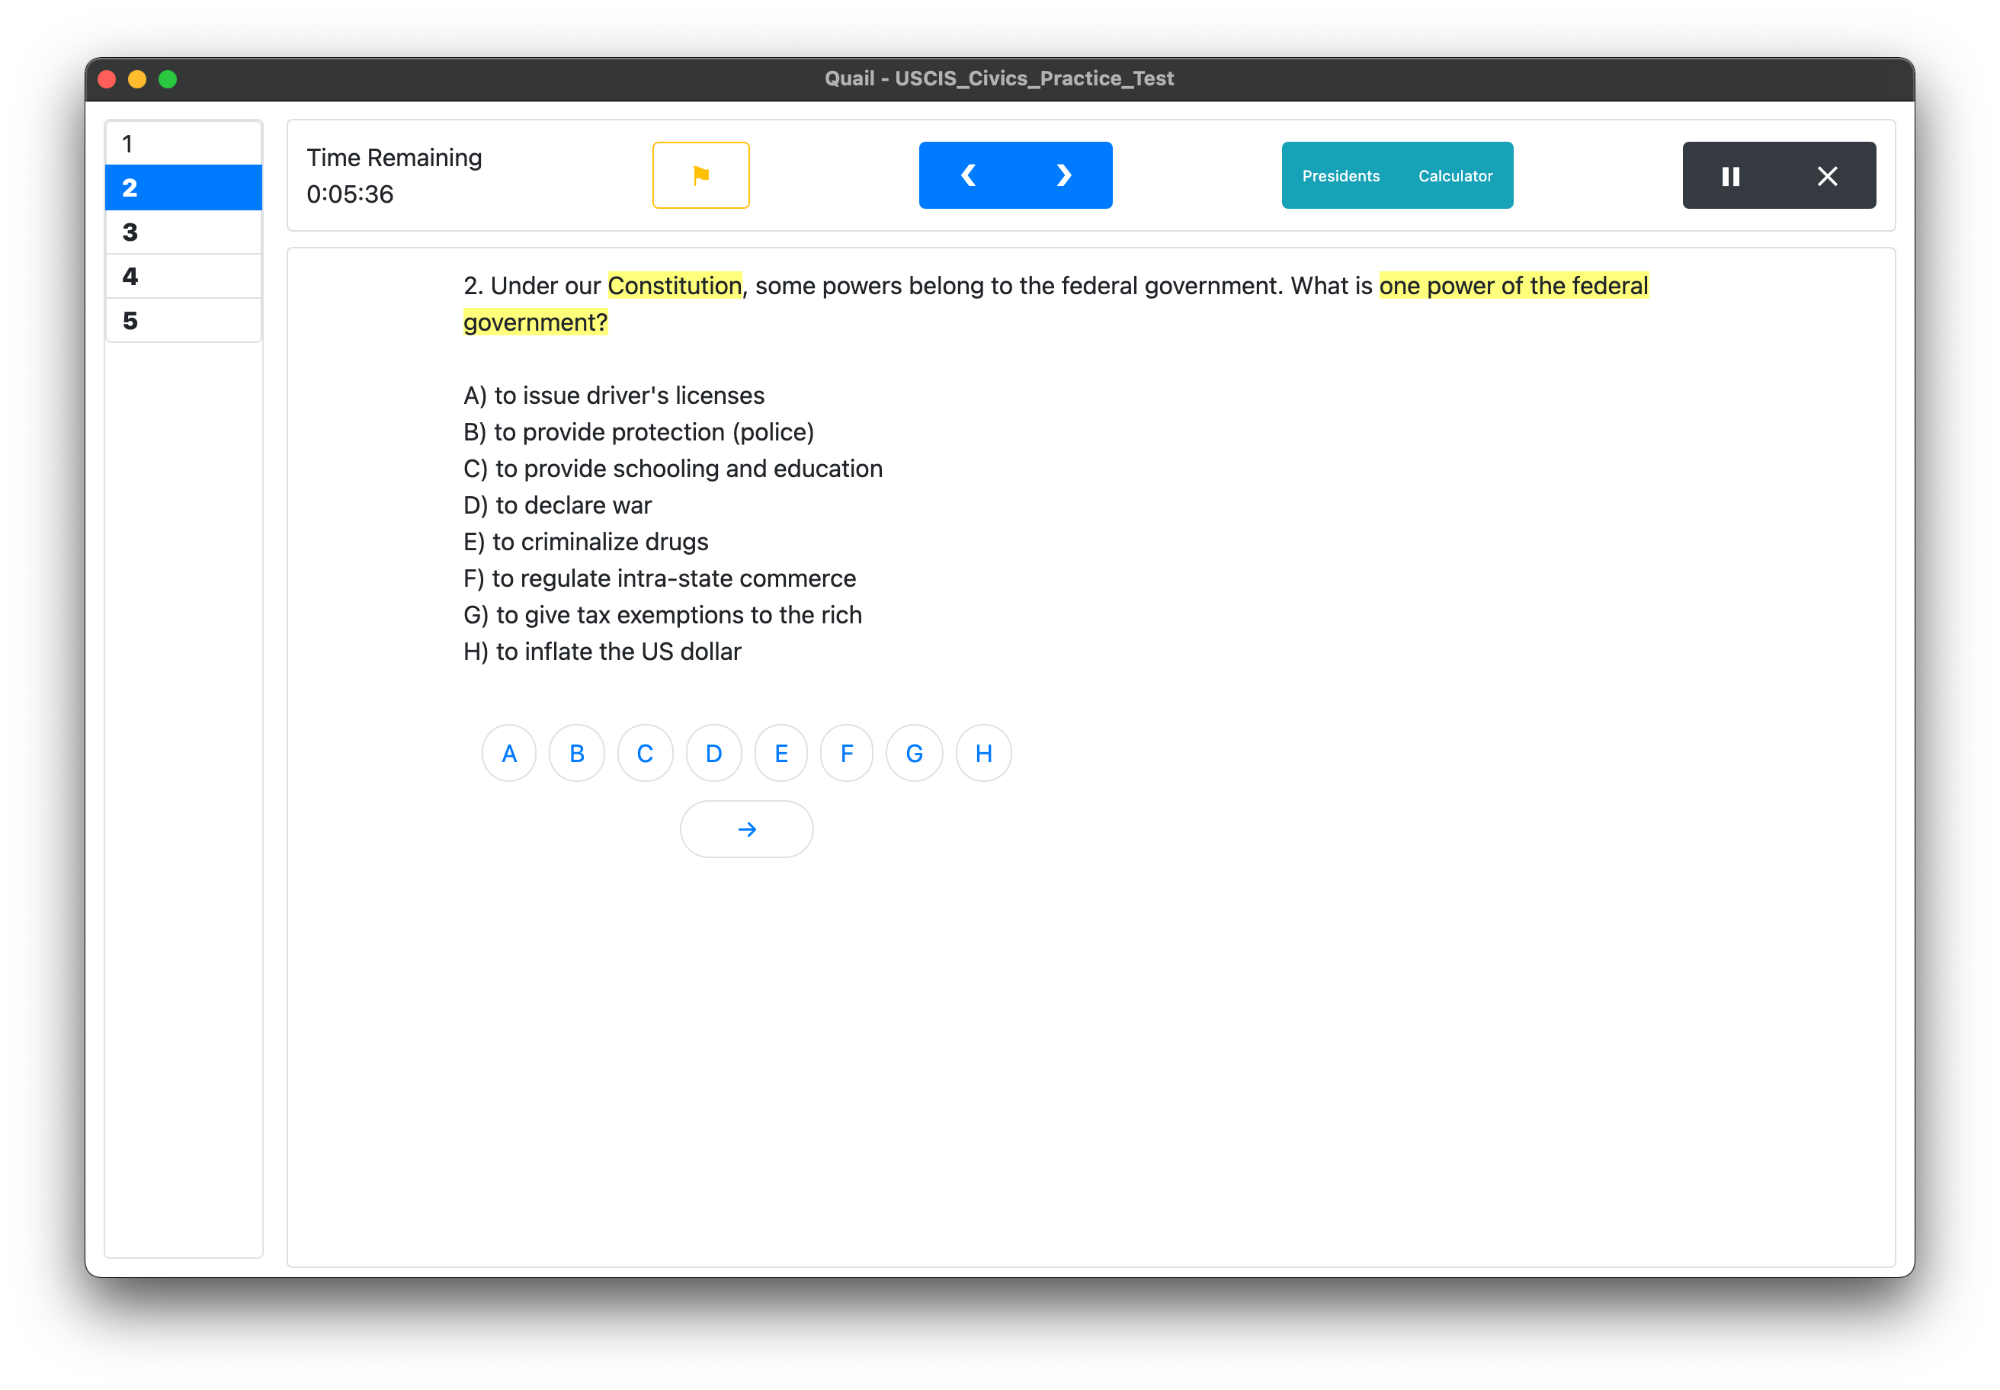 Quail - USCIS_Civics_Practice_Test
1
2
3
4
5
Time Remaining
0:05:36
Presidents Calculator
2. Under our Constitution, some powers belong to the federal government. What is one power of the federal
government?
A) to issue driver's licenses
B) to provide protection (police)
C) to provide schooling and education
D) to declare war
E) to criminalize drugs
F) to regulate intra-state commerce
G) to give tax exemptions to the rich
H) to inflate the US dollar
A B C D E F G H